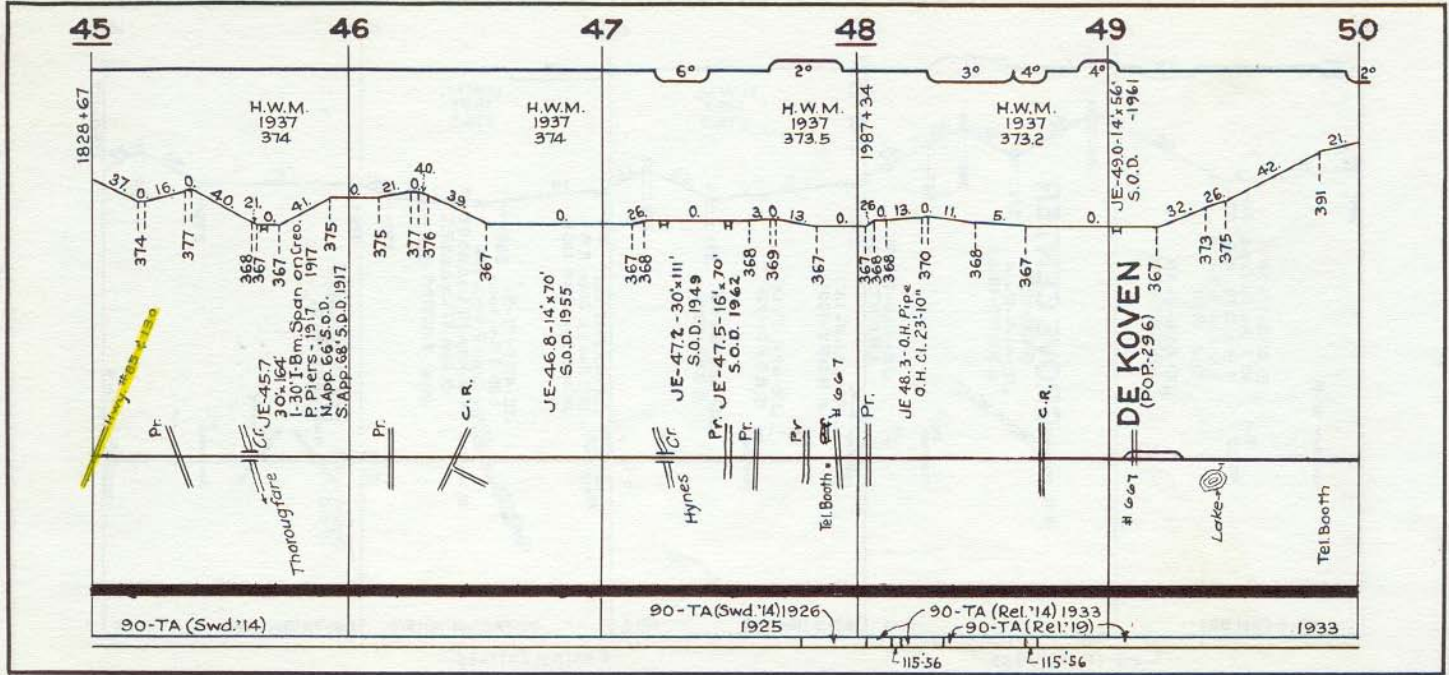 45 46 47 48 49 50
6° 2° 3° 4° 4° 2°
1828+67
H.W.M.
1937
374
H.W.M.
1937
374
H.W.M.
1937
373.5
1987+34
H.W.M.
1937
373.2
JE-49.0-14'x56'
S.O.D. -1961
37. 0. 16. 0. 40. 21. 0. 41. 0. 21. 0. 40. 39. 0. 26. 0. 3. 0. 13. 0. 26. 0. 13. 0. 11. 5. 0. 32. 26. 42. 21.
374 377 368 367 367 375 375 377 376 367 367 368 368 369 367 367 368 368 370 368 367 367 373 375 391
Hwy. #85 & 130
JE-45.7
30'x164'
1-30' I-Bm. Span on Creo.
P. Piers-1917 1917
N. App. 66' S.O.D.
S. App. 68' S.O.D. 1917
JE-46.8-14'x70'
S.O.D. 1955
JE-47.2-30'x111'
S.O.D. 1949
JE-47.5-16'x70'
S.O.D. 1962
JE 48.3-O.H. Pipe
O.H. Cl. 23'-10"
DE KOVEN
(POP.-296)
Pr. Cr. Pr. C.R. Cr. Pr. Pr. Pr #667 Pr. C.R.
Thorougfare
Hynes
Tel. Booth
#667
Lake
Tel. Booth
90-TA (Swd.'14)
90-TA (Swd.'14) 1926
1925
90-TA (Rel.'14) 1933
90-TA (Rel.'19)
1933
115-'56
115-'56